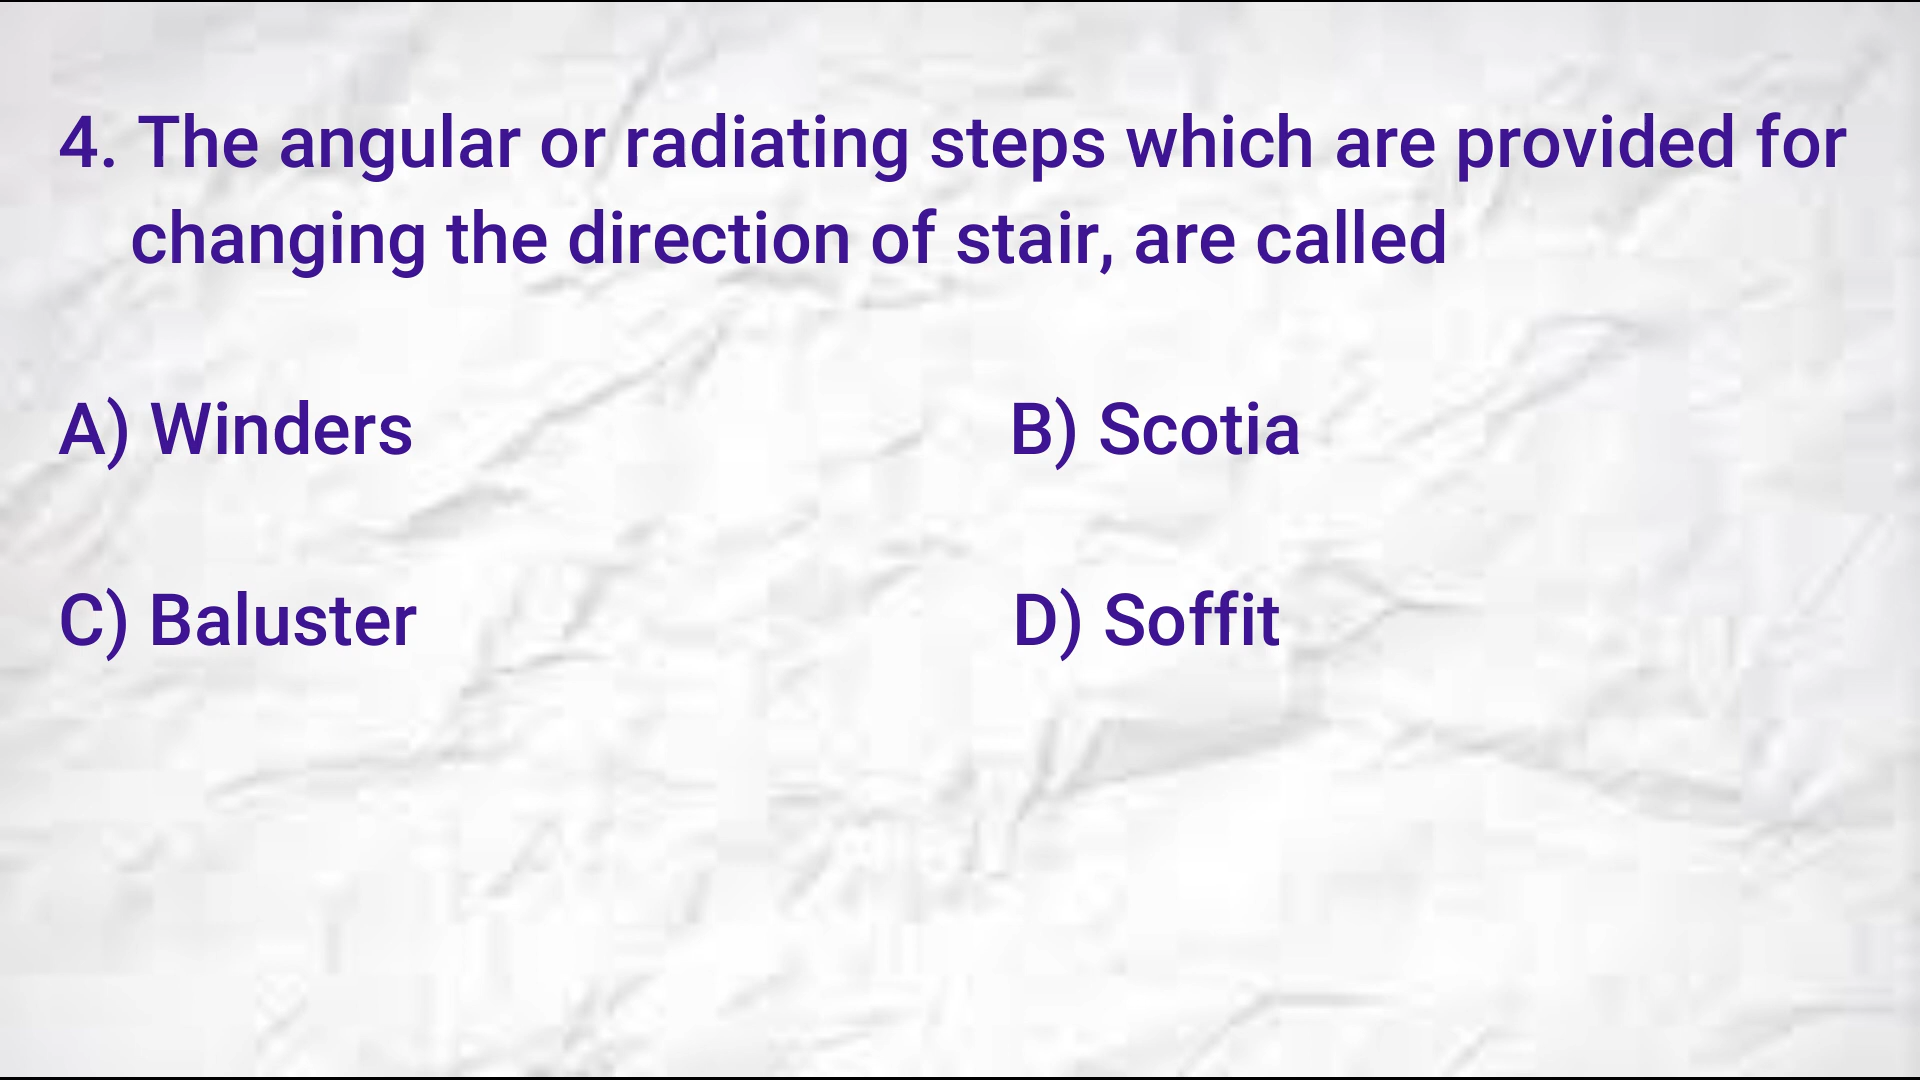 4. The angular or radiating steps which are provided for
changing the direction of stair, are called
A) Winders B) Scotia
C) Baluster D) Soffit